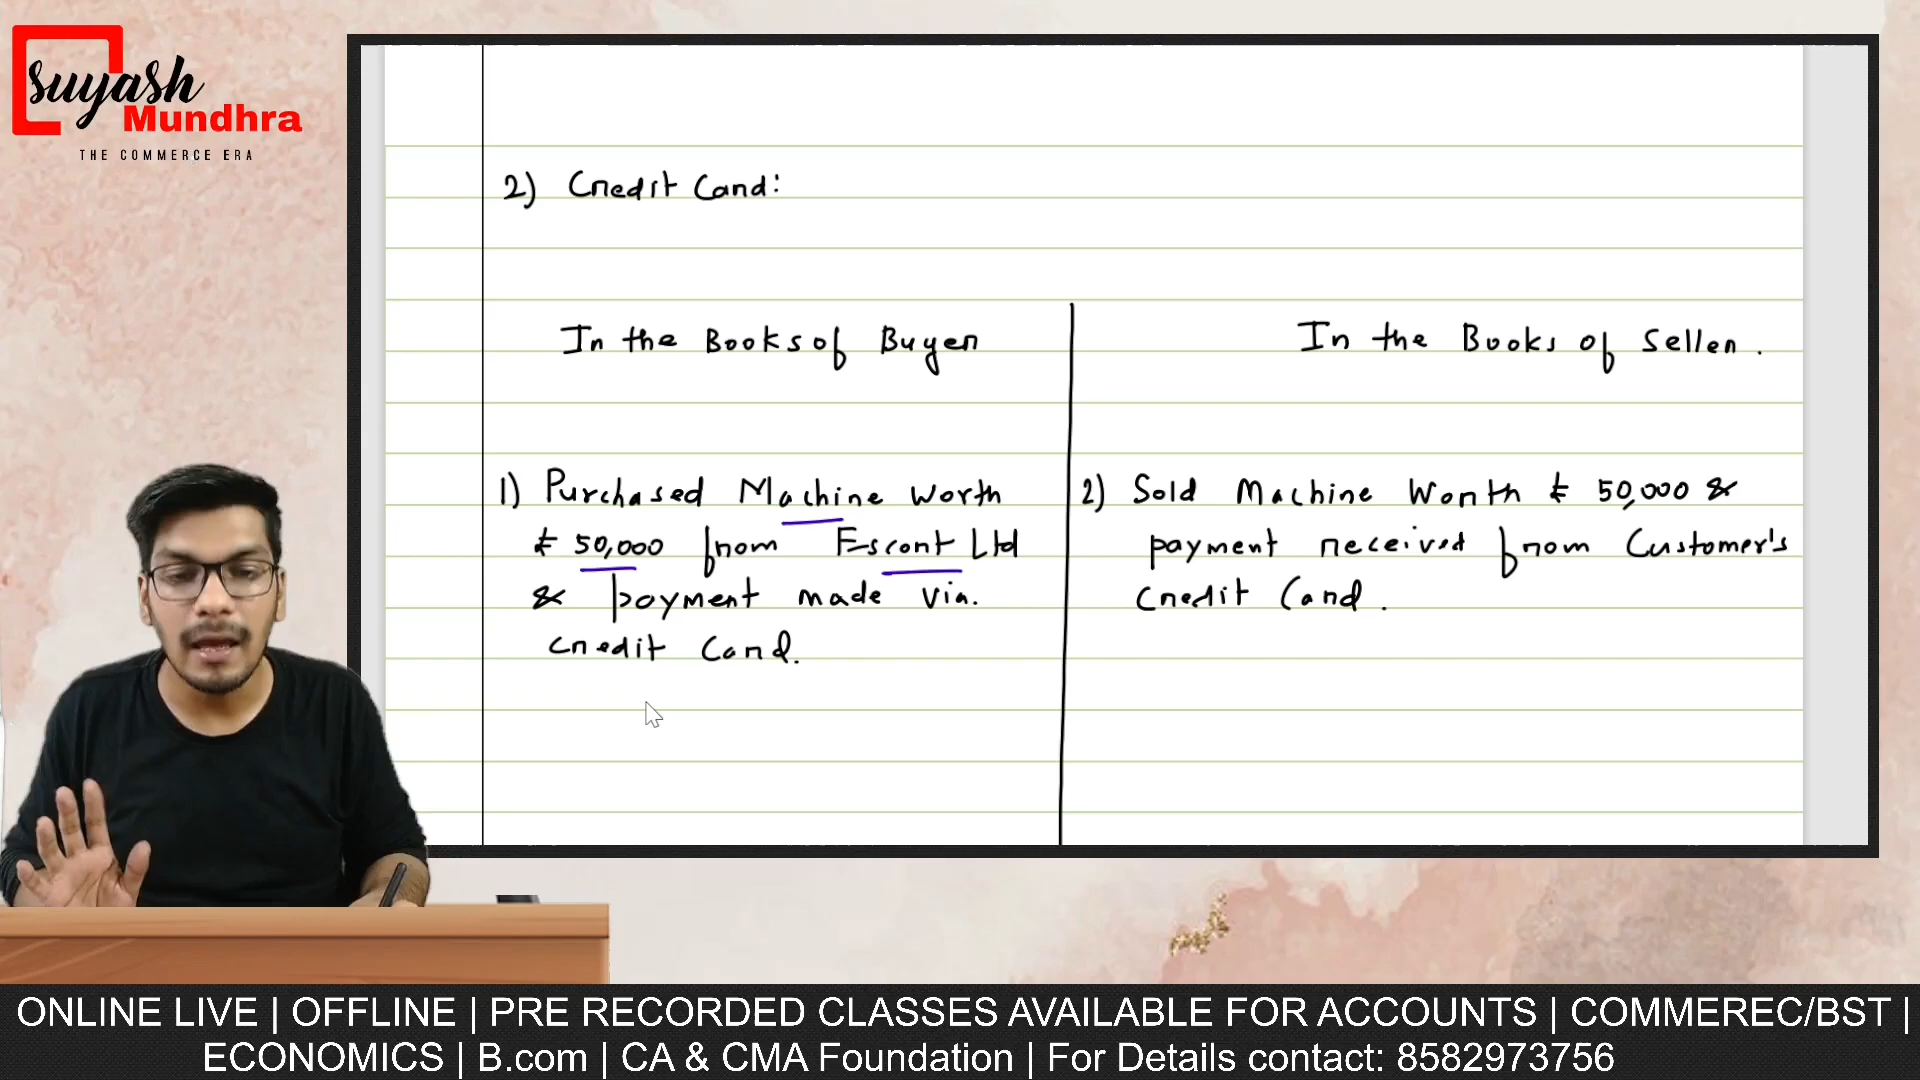 suyash
Mundhra
THE COMMERCE ERA
2) Credit Card:
In the Books of Buyer
In the Books of Seller.
1) Purchased Machine worth
₹ 50,000 from Escort Ltd
& payment made via.
credit Card.
2) Sold Machine Worth ₹ 50,000 &
payment received from Customer's
credit Card.
ONLINE LIVE | OFFLINE | PRE RECORDED CLASSES AVAILABLE FOR ACCOUNTS | COMMEREC/BST |
ECONOMICS | B.com | CA & CMA Foundation | For Details contact: 8582973756